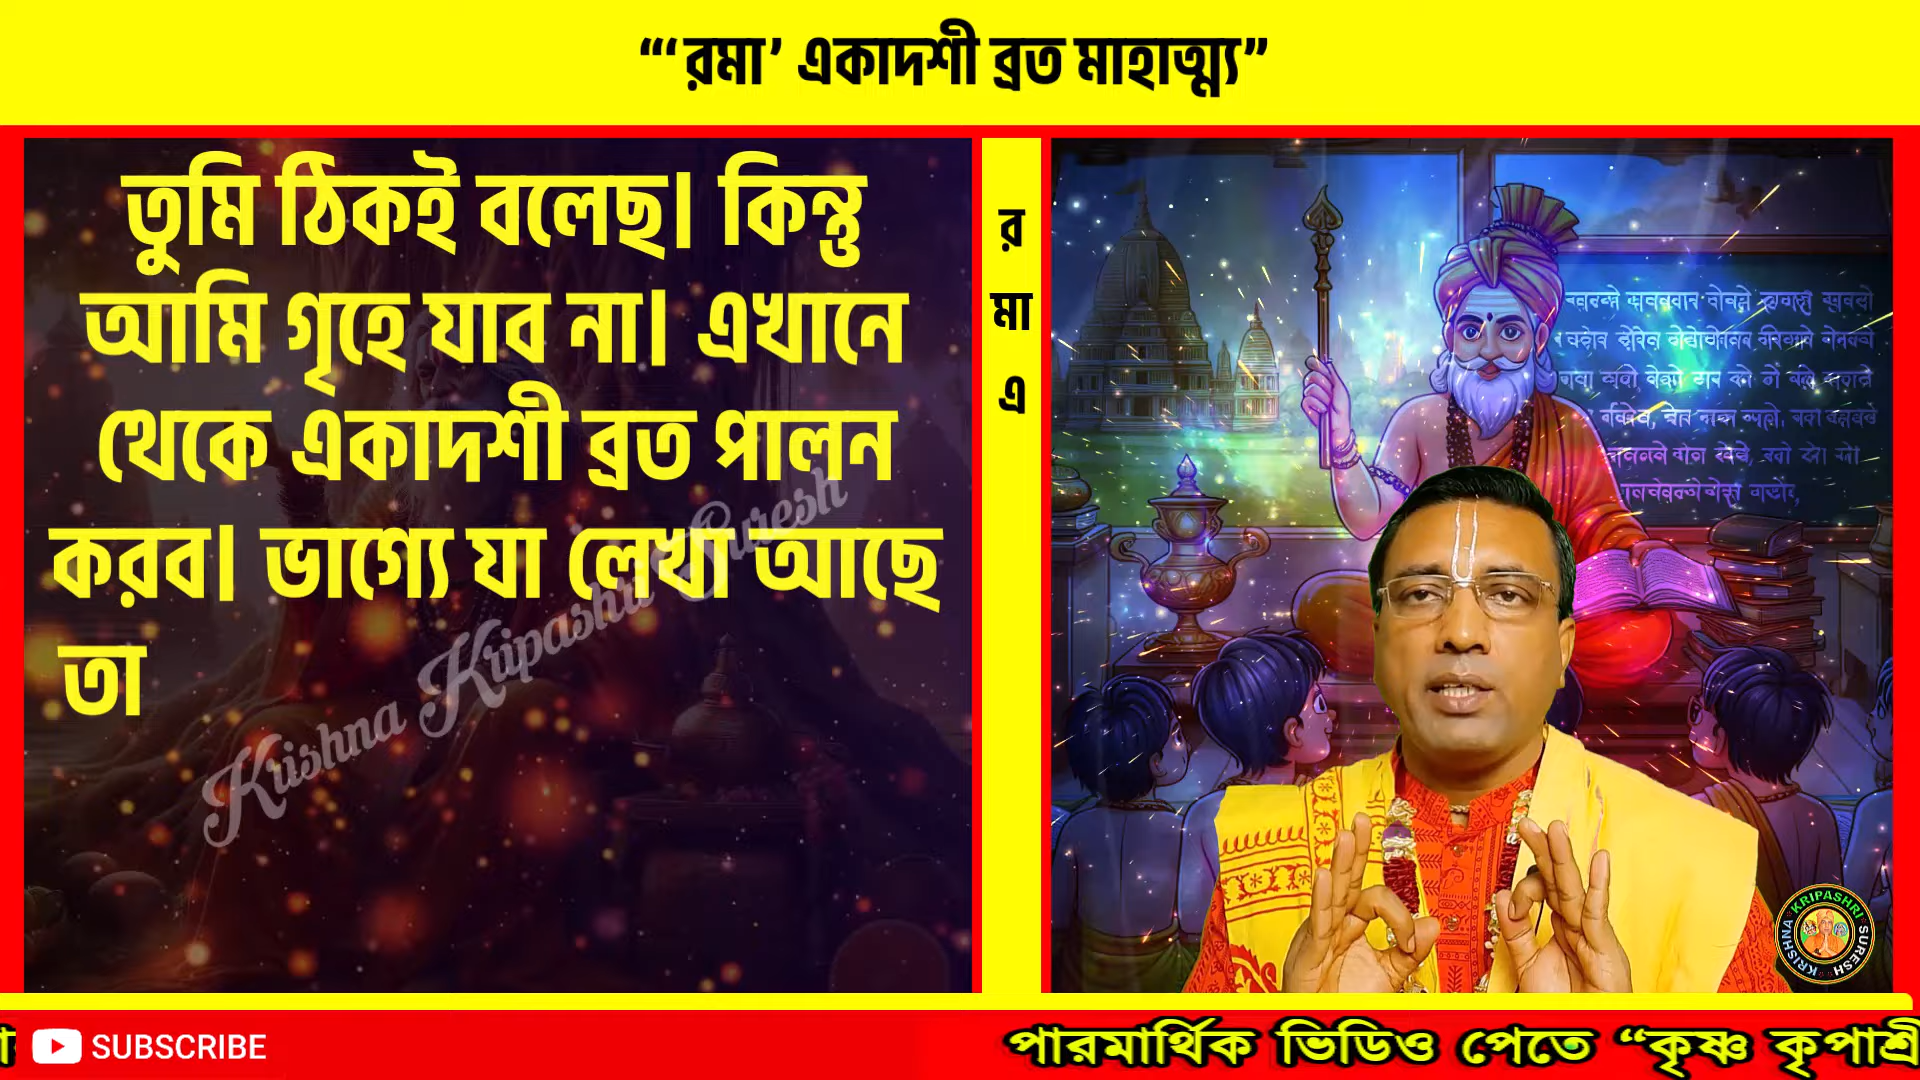 “‘রমা’ একাদশী ব্রত মাহাত্ম্য”
তুমি ঠিকই বলেছ। কিন্তু
আমি গৃহে যাব না। এখানে
থেকে একাদশী ব্রত পালন
করব। ভাগ্যে যা লেখা আছে
তা
Krishna Kripashri Suresh
র
মা
এ
KRISHNA KRIPASHRI SURESH
SUBSCRIBE
পারমার্থিক ভিডিও পেতে “কৃষ্ণ কৃপাশ্রী